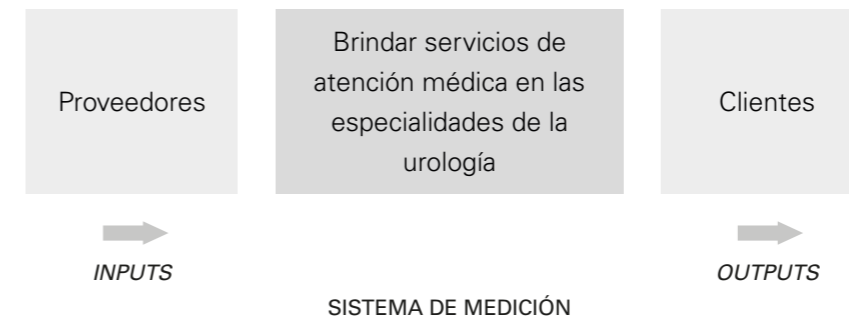 Proveedores
Brindar servicios de
atención médica en las
especialidades de la
urología
Clientes
INPUTS
OUTPUTS
SISTEMA DE MEDICIÓN